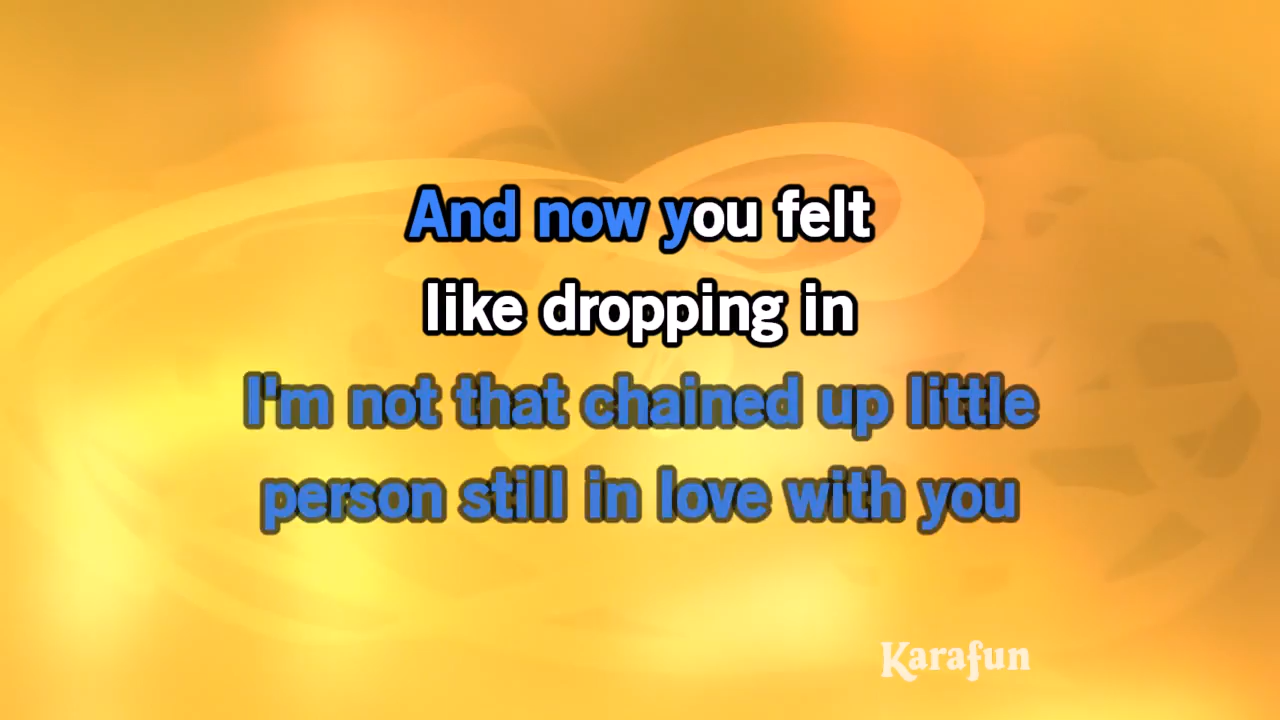 And now you felt
like dropping in
I'm not that chained up little
person still in love with you
Karafun